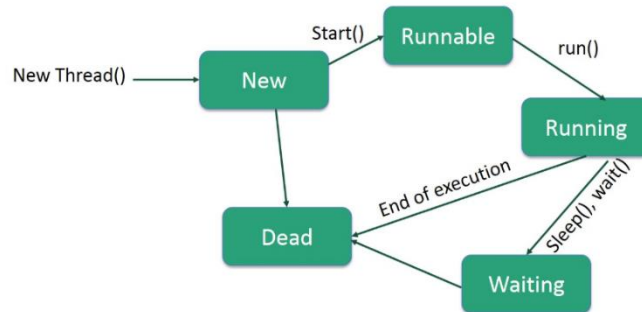 Start()
Runnable
run()
New Thread()
New
Running
End of execution
Sleep(), wait()
Dead
Waiting